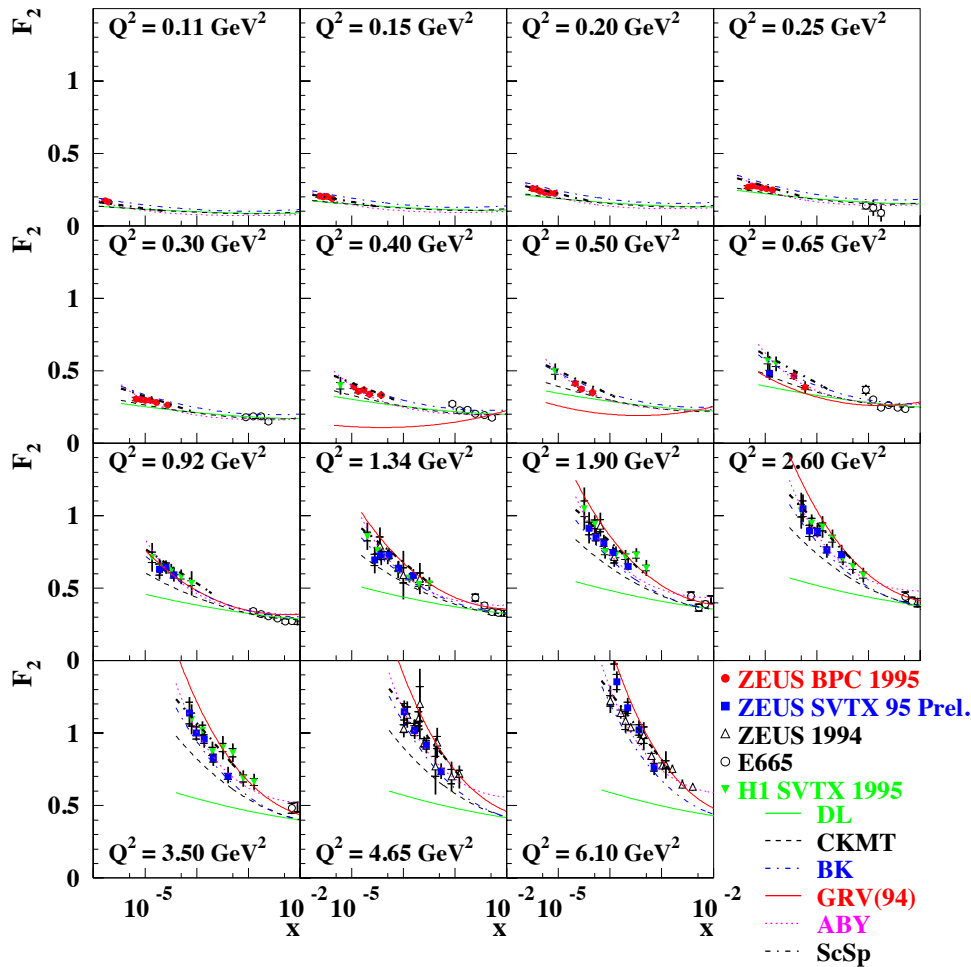 F2 Q2 = 0.11 GeV2 Q2 = 0.15 GeV2 Q2 = 0.20 GeV2 Q2 = 0.25 GeV2
1
0.5
0
F2 Q2 = 0.30 GeV2 Q2 = 0.40 GeV2 Q2 = 0.50 GeV2 Q2 = 0.65 GeV2
1
0.5
0
F2 Q2 = 0.92 GeV2 Q2 = 1.34 GeV2 Q2 = 1.90 GeV2 Q2 = 2.60 GeV2
1
0.5
0
F2
1
0.5
Q2 = 3.50 GeV2 Q2 = 4.65 GeV2 Q2 = 6.10 GeV2
0
10-5 10-2 10-5 10-2 10-5 10-2
x x x
ZEUS BPC 1995
ZEUS SVTX 95 Prel.
ZEUS 1994
E665
H1 SVTX 1995
DL
CKMT
BK
GRV(94)
ABY
ScSp